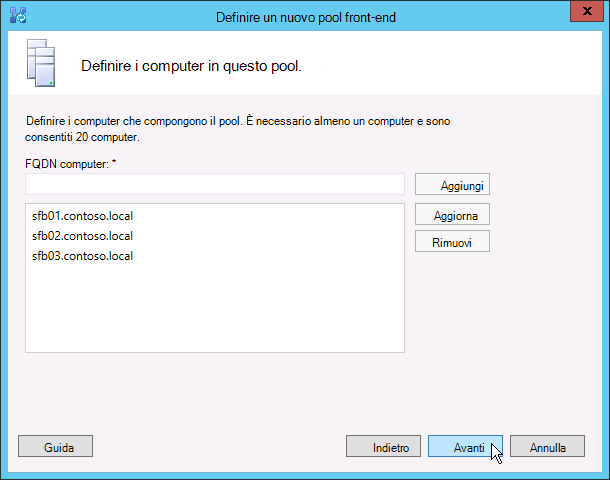 Definire un nuovo pool front-end
x
Definire i computer in questo pool.
Definire i computer che compongono il pool. È necessario almeno un computer e sono
consentiti 20 computer.
FQDN computer: *
Aggiungi
sfb01.contoso.local
Aggiorna
sfb02.contoso.local
Rimuovi
sfb03.contoso.local
Guida
Indietro
Avanti
Annulla